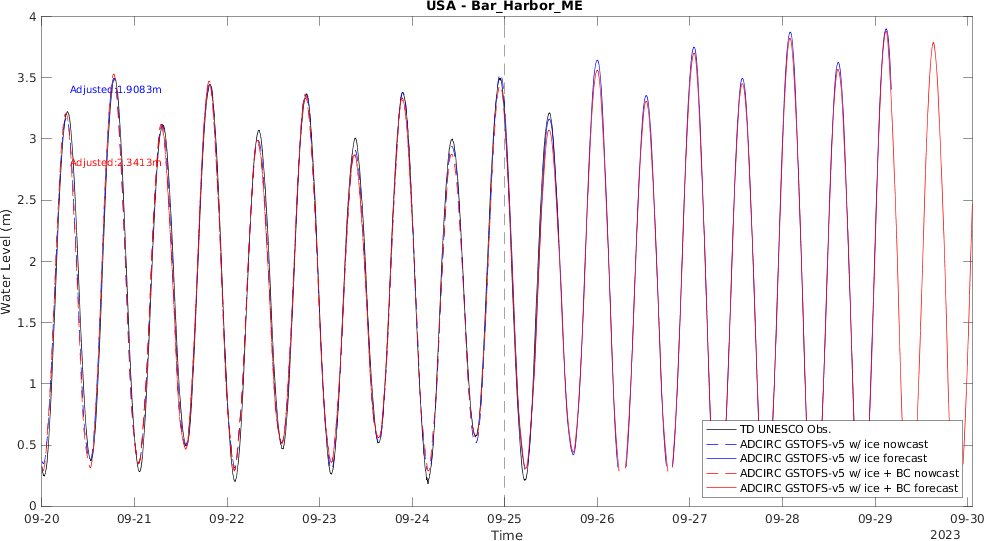 USA - Bar_Harbor_ME
4
3.5
3
2.5
2
1.5
1
0.5
0
Water Level (m)
Adjusted:1.9083m
Adjusted:2.3413m
TD UNESCO Obs.
ADCIRC GSTOFS-v5 w/ ice nowcast
ADCIRC GSTOFS-v5 w/ ice forecast
ADCIRC GSTOFS-v5 w/ ice + BC nowcast
ADCIRC GSTOFS-v5 w/ ice + BC forecast
09-20 09-21 09-22 09-23 09-24 09-25 09-26 09-27 09-28 09-29 09-30
Time
2023